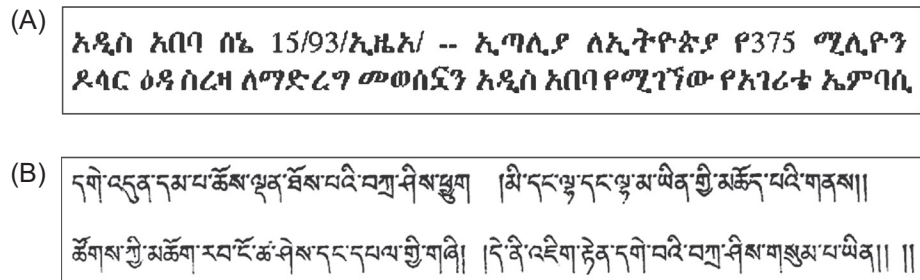 (A)
አዲስ አበባ ሰኔ 15/93/ኢዜአ/ -- ኢጣሊያ ለኢትዮጵያ የ375 ሚሊዮን
ዶላር ዕዳ ስረዛ ለማድረግ መወሰኗን አዲስ አበባ የሚገኘው የአገሪቱ ኤምባሲ
(B)
དགེ་འདུན་དམ་པ་ཆོས་ལྡན་ཐོས་པའི་བཀྲ་ཤིས་ཕྱུག །མི་དང་ལྷ་དང་ལྷ་མ་ཡིན་གྱི་མཆོད་པའི་གནས།།
ཚོགས་ཀྱི་མཆོག་རབ་ངོ་ཚ་ཤེས་དང་དཔལ་གྱི་གཞི། །དེ་ནི་འཇིག་རྟེན་དགེ་བའི་བཀྲ་ཤིས་གསུམ་པ་ཡིན།། །།